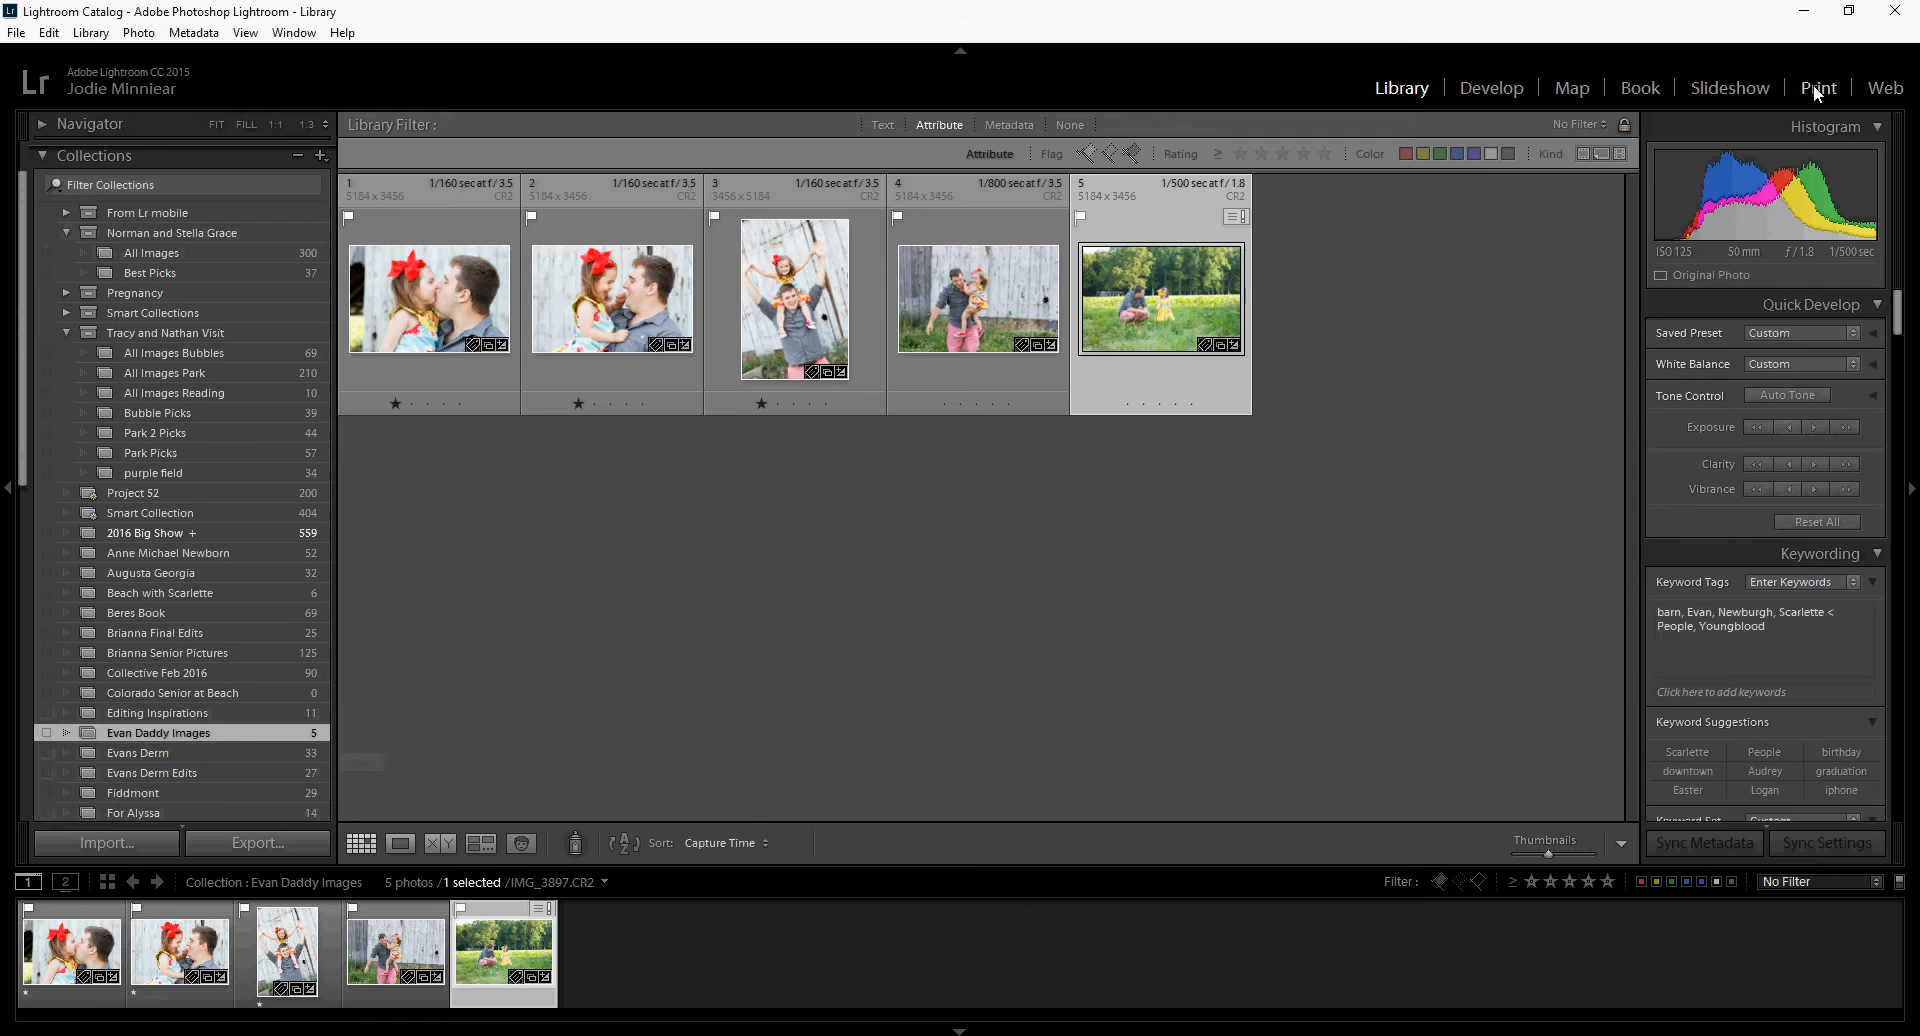 Lightroom Catalog - Adobe Photoshop Lightroom - Library
File Edit Library Photo Metadata View Window Help
Lr Adobe Lightroom CC 2015
Jodie Minniear
Library Develop Map Book Slideshow Print Web
Navigator FIT FILL 1:1 1:3
Library Filter : Text Attribute Metadata None No Filter
Histogram
Collections
Attribute Flag Rating ≥ Color Kind
Filter Collections
From Lr mobile
Norman and Stella Grace
All Images 300
Best Picks 37
Pregnancy
Smart Collections
Tracy and Nathan Visit
All Images Bubbles 69
All Images Park 210
All Images Reading 10
Bubble Picks 39
Park 2 Picks 44
Park Picks 57
purple field 34
Project 52 200
Smart Collection 404
2016 Big Show + 559
Anne Michael Newborn 52
Augusta Georgia 32
Beach with Scarlette 6
Beres Book 69
Brianna Final Edits 25
Brianna Senior Pictures 125
Collective Feb 2016 90
Colorado Senior at Beach 0
Editing Inspirations 11
Evan Daddy Images 5
Evans Derm 33
Evans Derm Edits 27
Fiddmont 29
For Alyssa 14
Import... Export...
1 1/160 sec at f / 3.5
5184 x 3456 CR2
2 1/160 sec at f / 3.5
5184 x 3456 CR2
3 1/160 sec at f / 3.5
3456 x 5184 CR2
4 1/800 sec at f / 3.5
5184 x 3456 CR2
5 1/500 sec at f / 1.8
5184 x 3456 CR2
ISO 125 50 mm f / 1.8 1/500 sec
Original Photo
Quick Develop
Saved Preset Custom
White Balance Custom
Tone Control Auto Tone
Exposure
Clarity
Vibrance
Reset All
Keywording
Keyword Tags Enter Keywords
barn, Evan, Newburgh, Scarlette <
People, Youngblood
Click here to add keywords
Keyword Suggestions
Scarlette People birthday
downtown Audrey graduation
Easter Logan iphone
Keyword Set Custom
Sync Metadata Sync Settings
XY Sort: Capture Time Thumbnails
1 2 Collection : Evan Daddy Images 5 photos / 1 selected / IMG_3897.CR2 Filter : ≥ No Filter